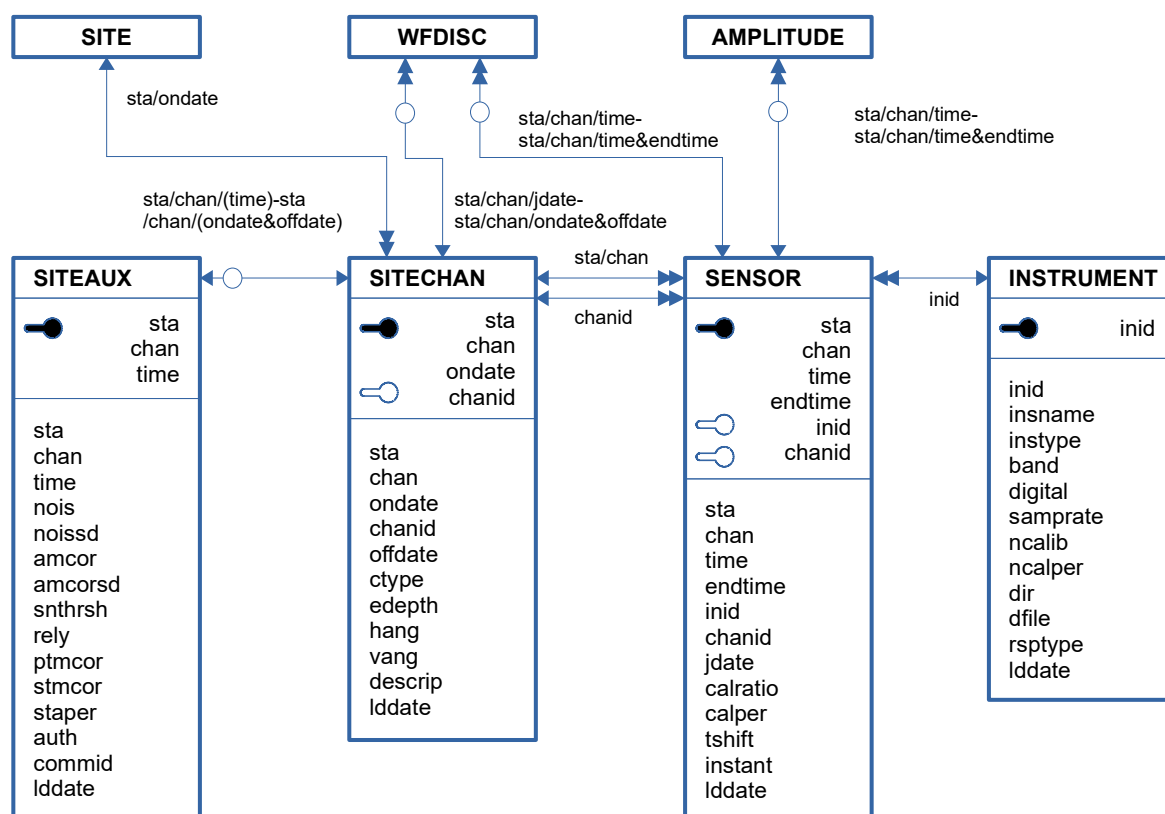 SITE
WFDISC
AMPLITUDE
sta/ondate
sta/chan/time-
sta/chan/time&endtime
sta/chan/time-
sta/chan/time&endtime
sta/chan/(time)-sta
/chan/(ondate&offdate)
sta/chan/jdate-
sta/chan/ondate&offdate
sta/chan
chanid
inid
SITEAUX
sta
chan
time
sta
chan
time
nois
noissd
amcor
amcorsd
snthrsh
rely
ptmcor
stmcor
staper
auth
commid
lddate
SITECHAN
sta
chan
ondate
chanid
sta
chan
ondate
chanid
offdate
ctype
edepth
hang
vang
descrip
lddate
SENSOR
sta
chan
time
endtime
inid
chanid
sta
chan
time
endtime
inid
chanid
jdate
calratio
calper
tshift
instant
lddate
INSTRUMENT
inid
inid
insname
instype
band
digital
samprate
ncalib
ncalper
dir
dfile
rsptype
lddate